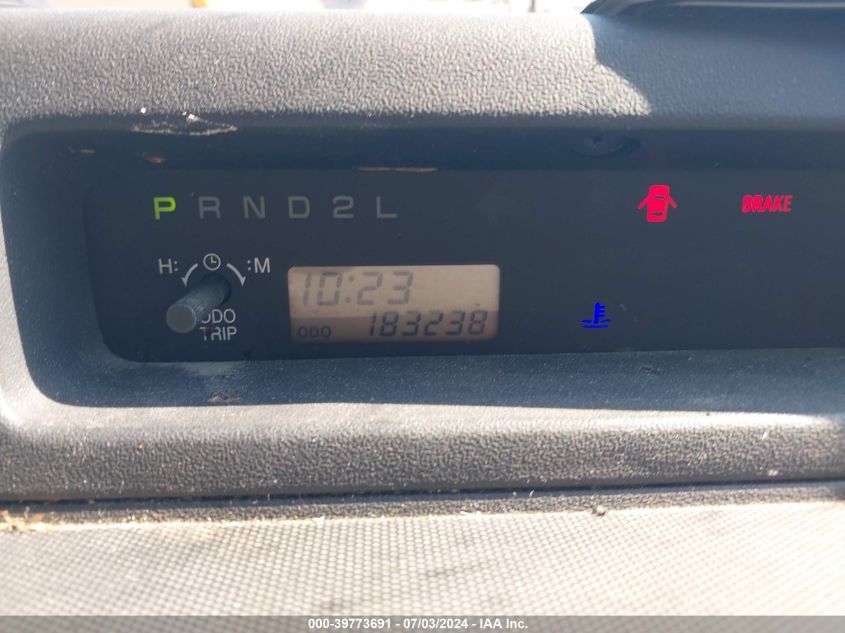 P R N D 2 L
BRAKE
H: :M
10:23
ODO 183238
ODO
TRIP
000-39773691 - 07/03/2024 - IAA Inc.